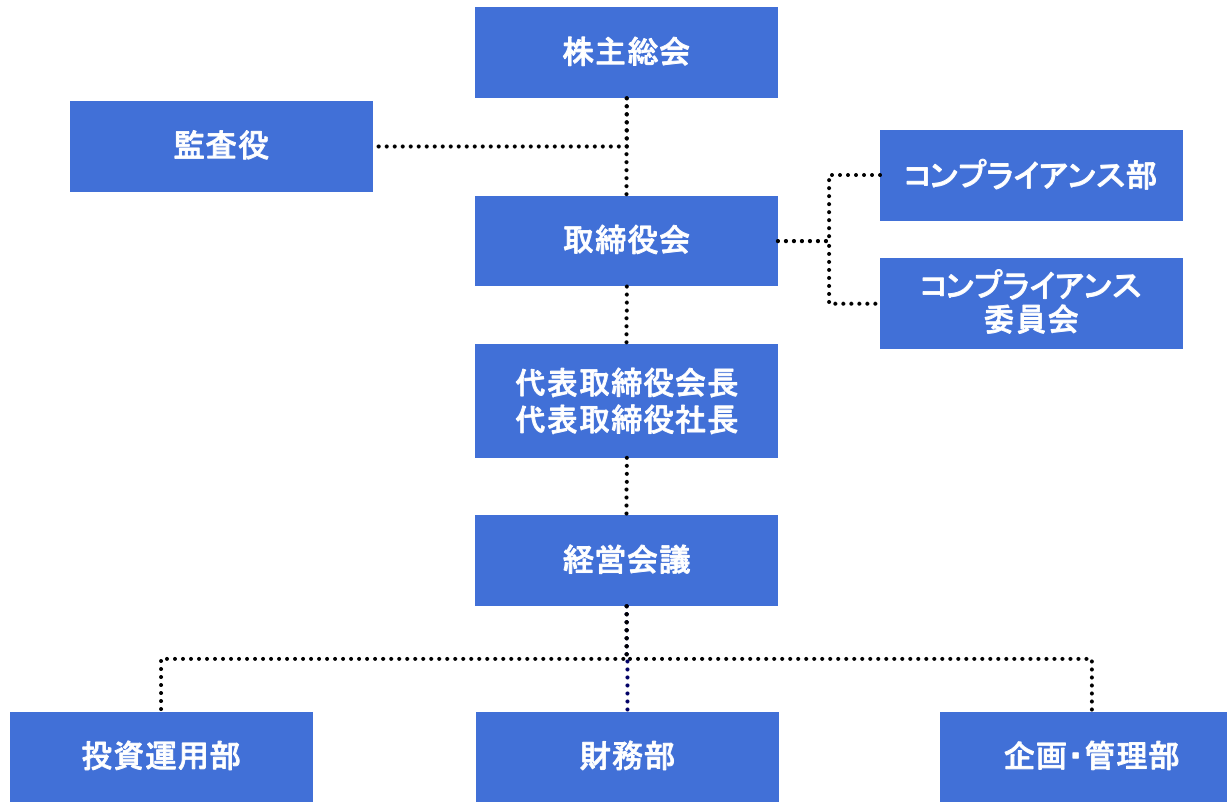 株主総会
監査役
コンプライアンス部
取締役会
コンプライアンス
委員会
代表取締役会長
代表取締役社長
経営会議
投資運用部
財務部
企画・管理部